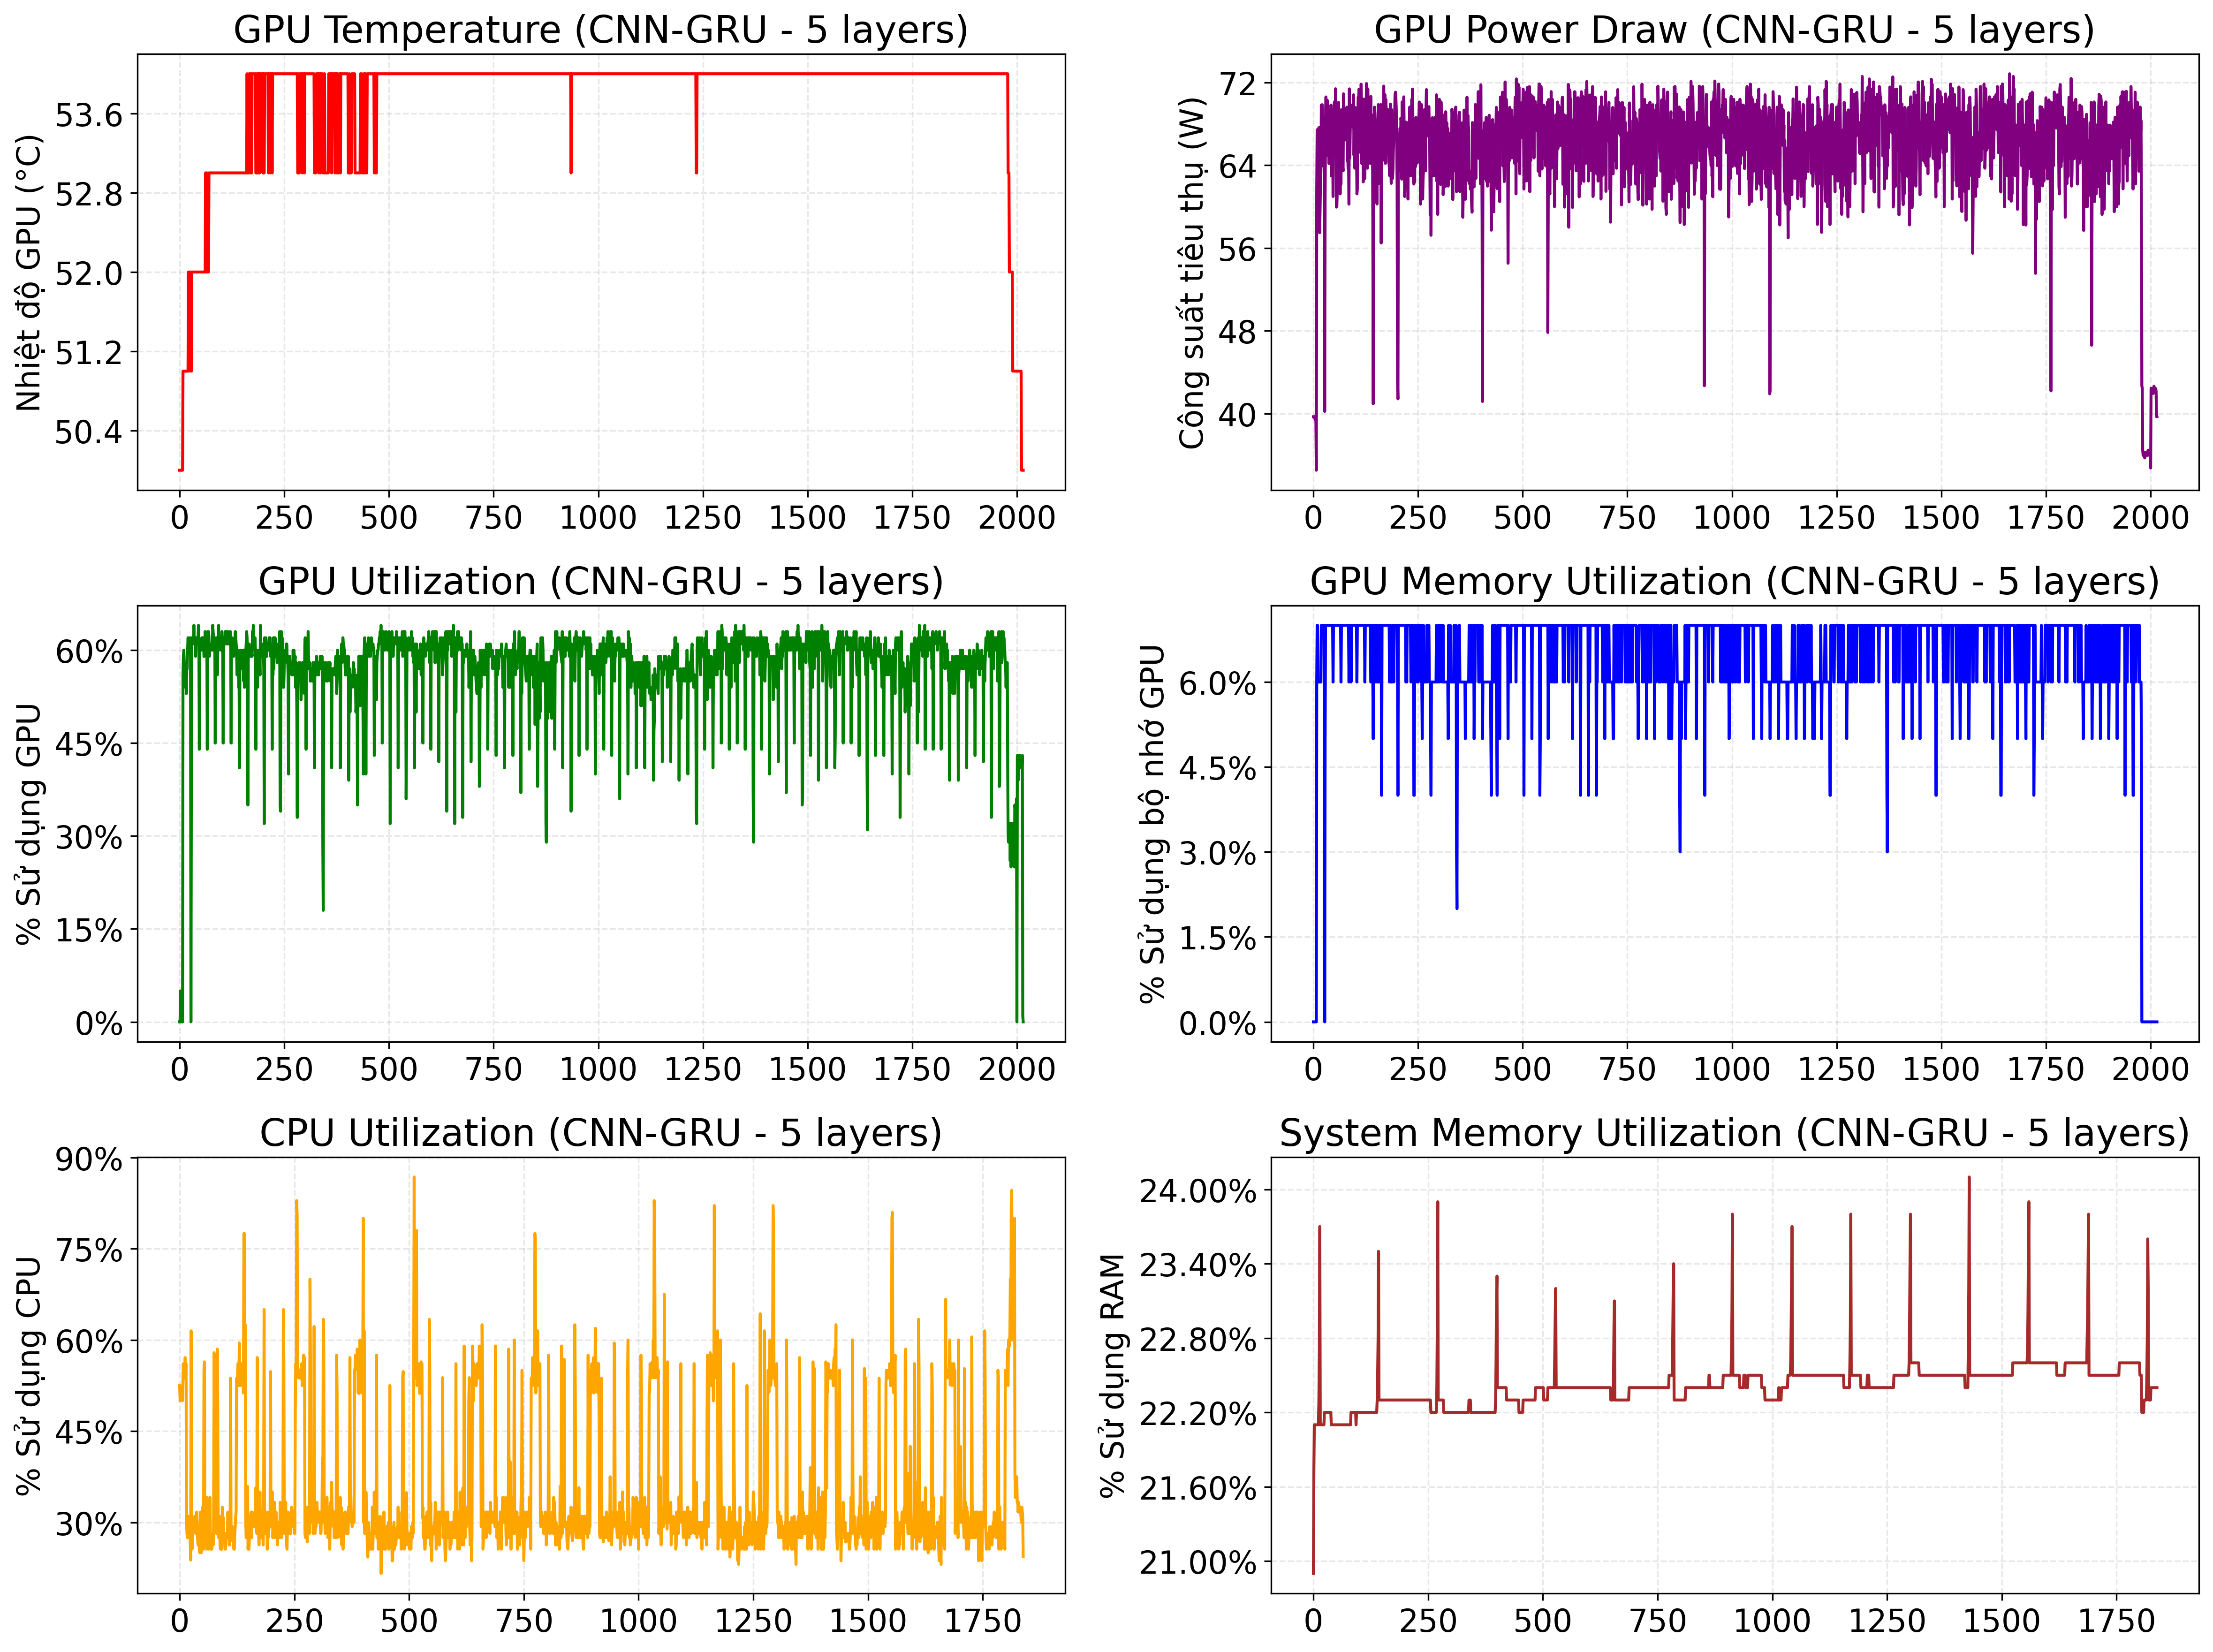 GPU Temperature (CNN-GRU - 5 layers)
Nhiệt độ GPU (°C)
53.6
52.8
52.0
51.2
50.4
0 250 500 750 1000 1250 1500 1750 2000
GPU Power Draw (CNN-GRU - 5 layers)
Công suất tiêu thụ (W)
72
64
56
48
40
0 250 500 750 1000 1250 1500 1750 2000
GPU Utilization (CNN-GRU - 5 layers)
% Sử dụng GPU
60%
45%
30%
15%
0%
0 250 500 750 1000 1250 1500 1750 2000
GPU Memory Utilization (CNN-GRU - 5 layers)
% Sử dụng bộ nhớ GPU
6.0%
4.5%
3.0%
1.5%
0.0%
0 250 500 750 1000 1250 1500 1750 2000
CPU Utilization (CNN-GRU - 5 layers)
% Sử dụng CPU
90%
75%
60%
45%
30%
0 250 500 750 1000 1250 1500 1750
System Memory Utilization (CNN-GRU - 5 layers)
% Sử dụng RAM
24.00%
23.40%
22.80%
22.20%
21.60%
21.00%
0 250 500 750 1000 1250 1500 1750